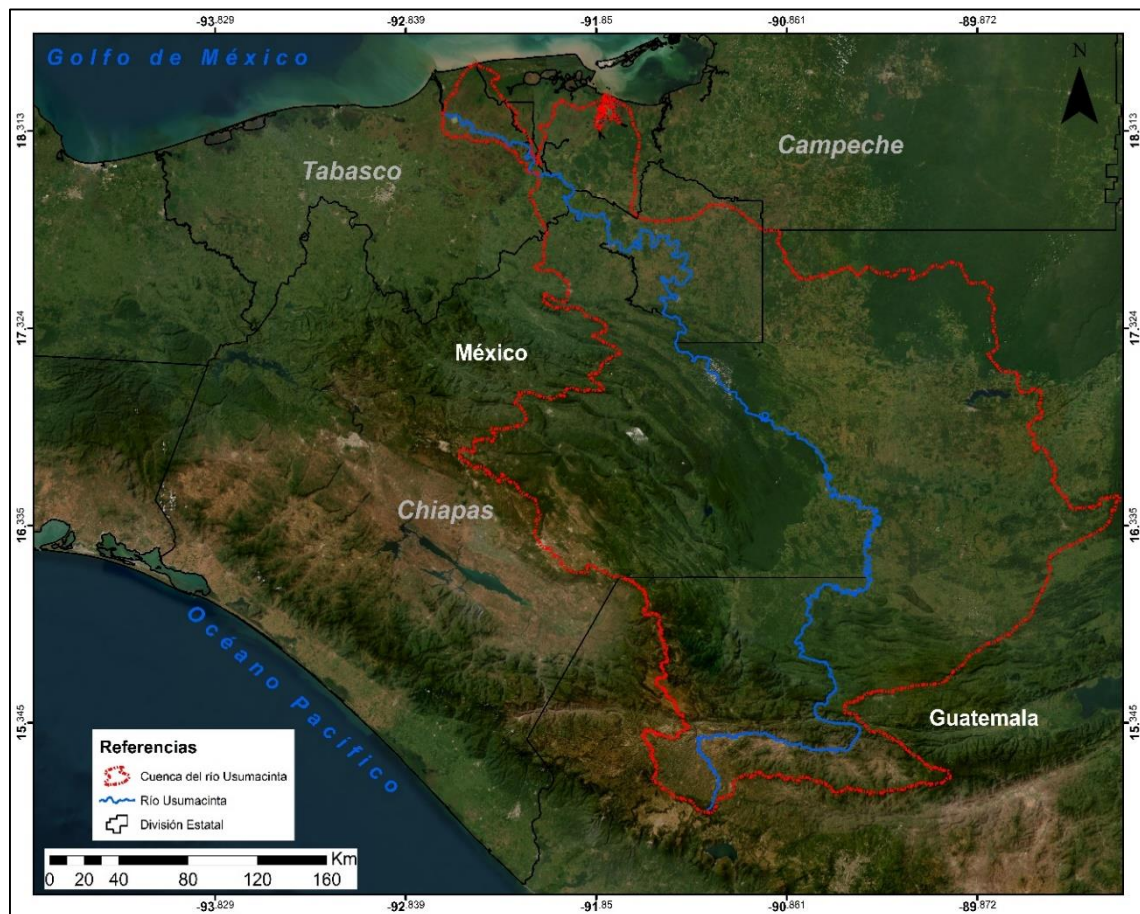 -93.829 -92.839 -91.85 -90.861 -89.872
Golfo de México
N
18.313
18.313
Campeche
Tabasco
17.324
17.324
México
Chiapas
16.335
16.335
Océano Pacífico
15.345
15.345
Guatemala
Referencias
Cuenca del río Usumacinta
Río Usumacinta
División Estatal
Km
0 20 40 80 120 160
-93.829 -92.839 -91.85 -90.861 -89.872